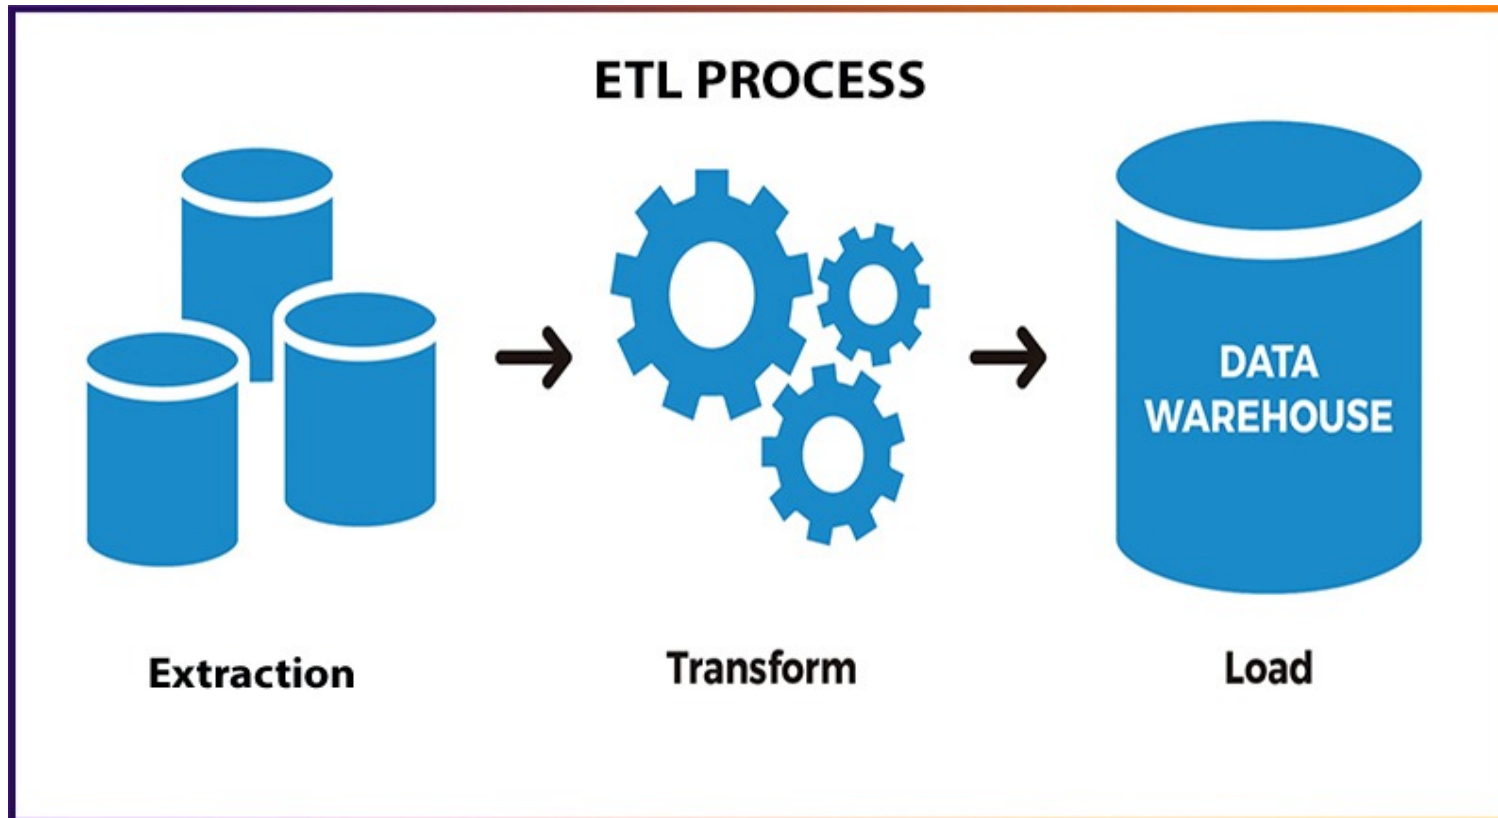 ETL PROCESS
DATA
WAREHOUSE
Extraction
Transform
Load